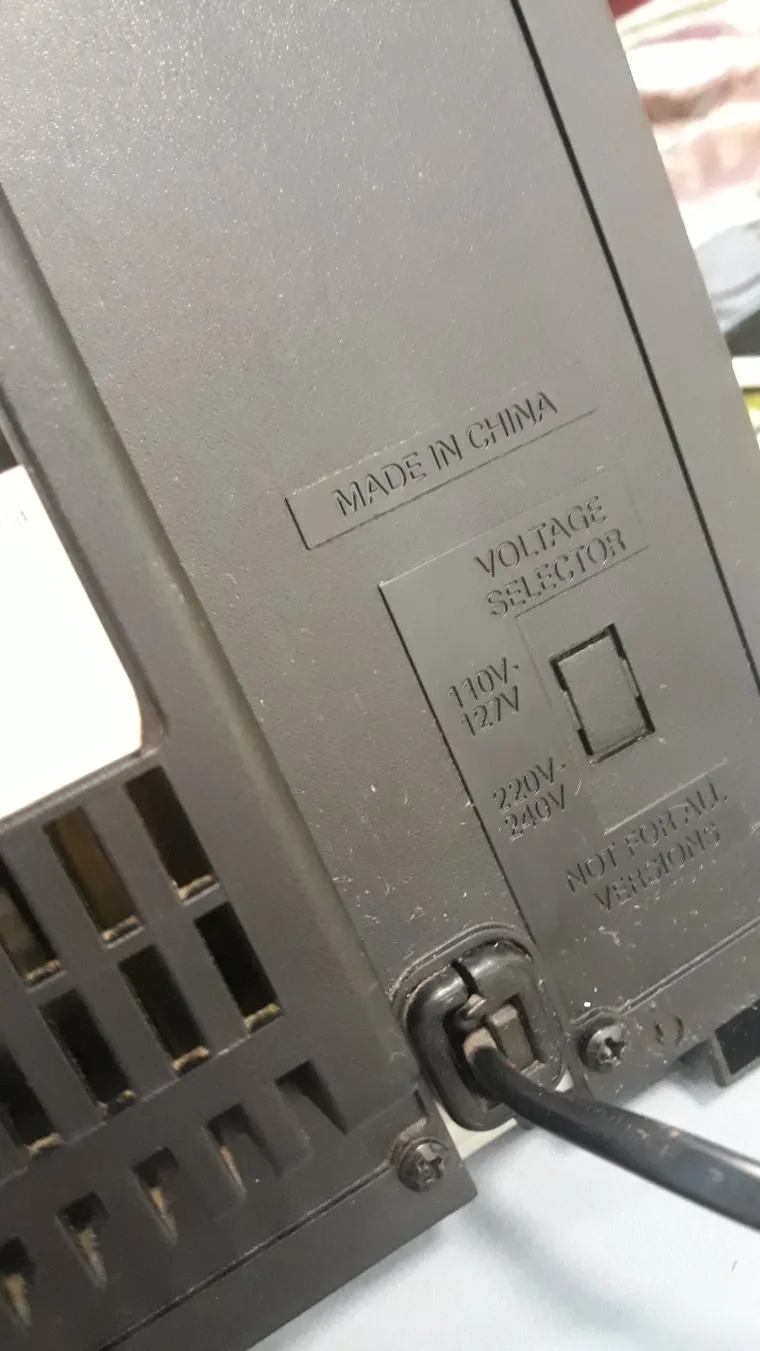 MADE IN CHINA
VOLTAGE
SELECTOR
110V-
127V
220V-
240V
NOT FOR ALL
VERSIONS